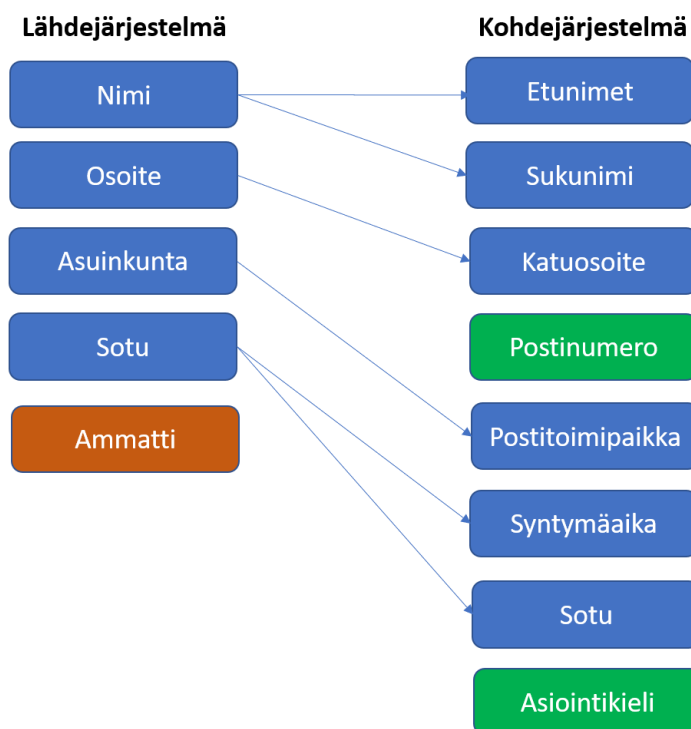 Lähdejärjestelmä
Nimi
Osoite
Asuinkunta
Sotu
Ammatti
Kohdejärjestelmä
Etunimet
Sukunimi
Katuosoite
Postinumero
Postitoimipaikka
Syntymäaika
Sotu
Asiointikieli